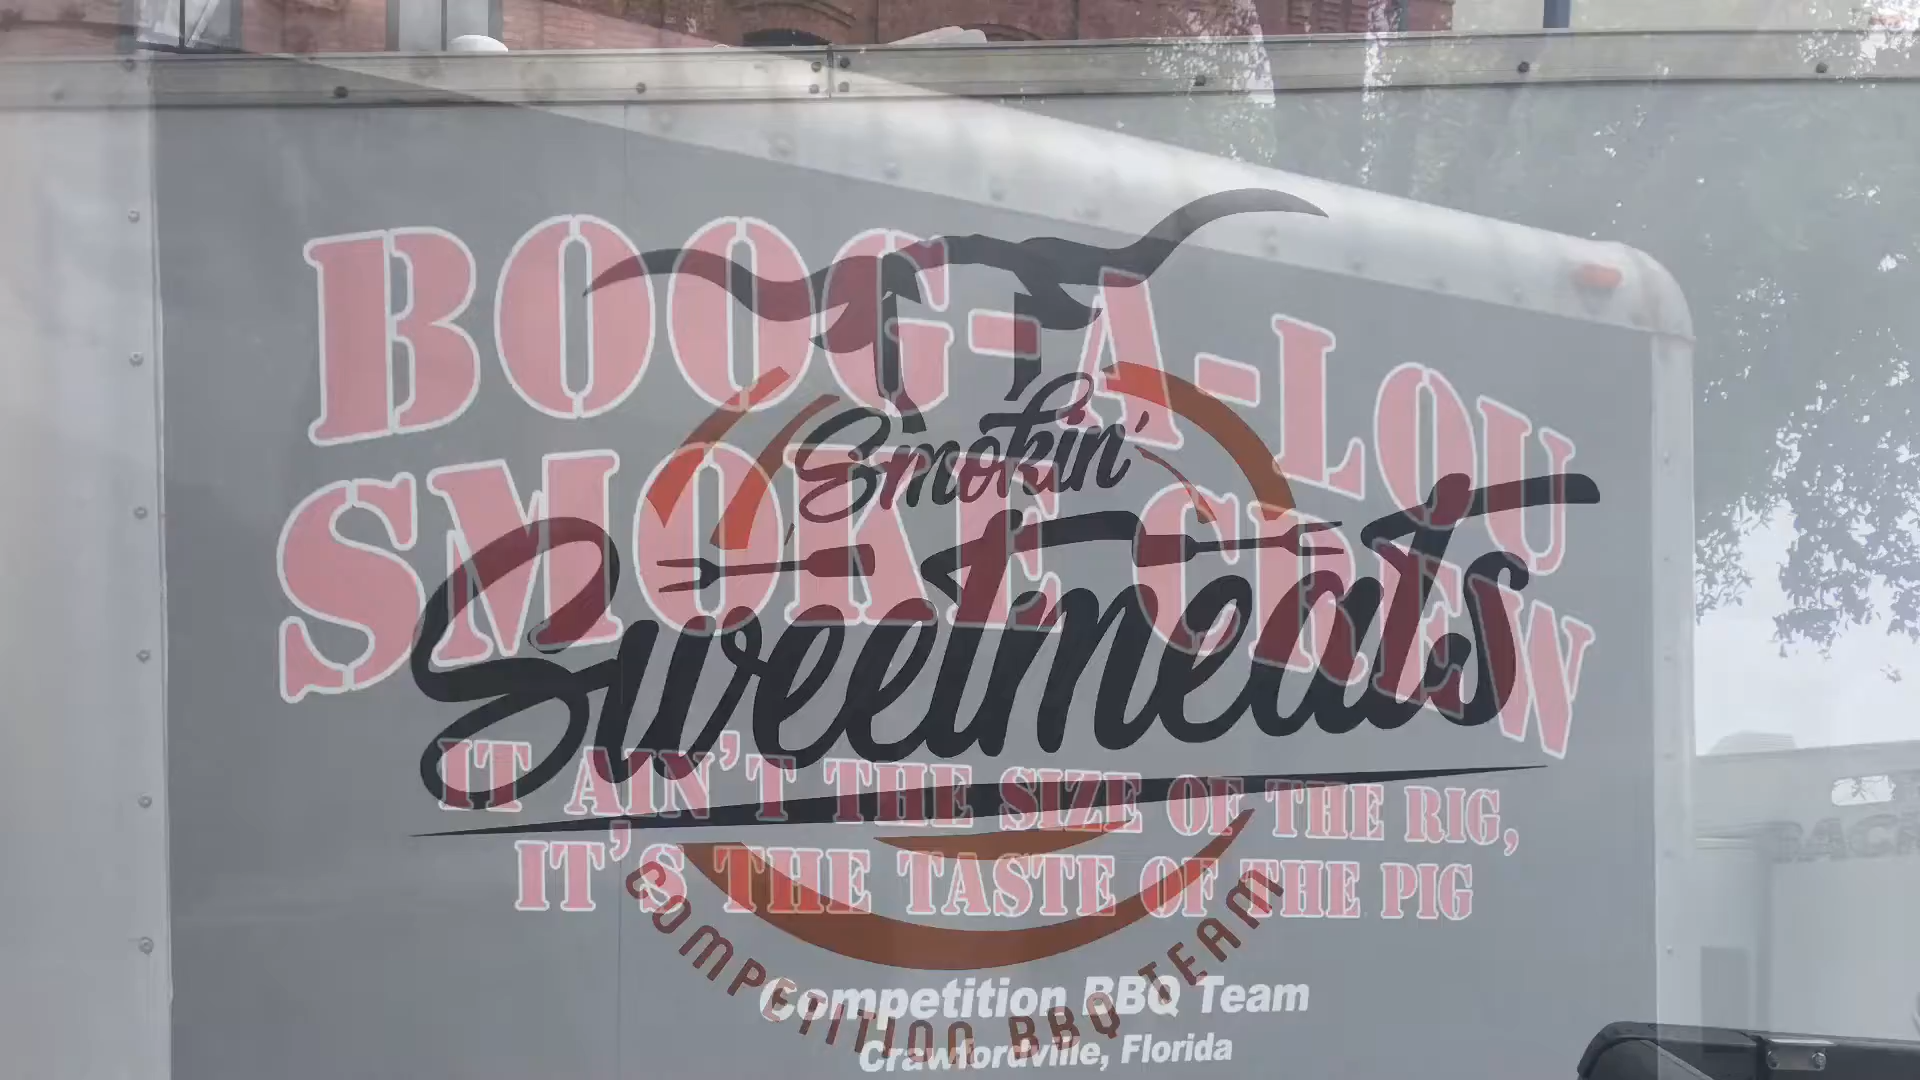 BOOG-A-LOU
SMOKE CREW
IT AIN'T THE SIZE OF THE RIG,
IT'S THE TASTE OF THE PIG
Competition BBQ Team
Crawfordville, Florida
Smokin'
Sweetmeats
COMPETITION BBQ TEAM